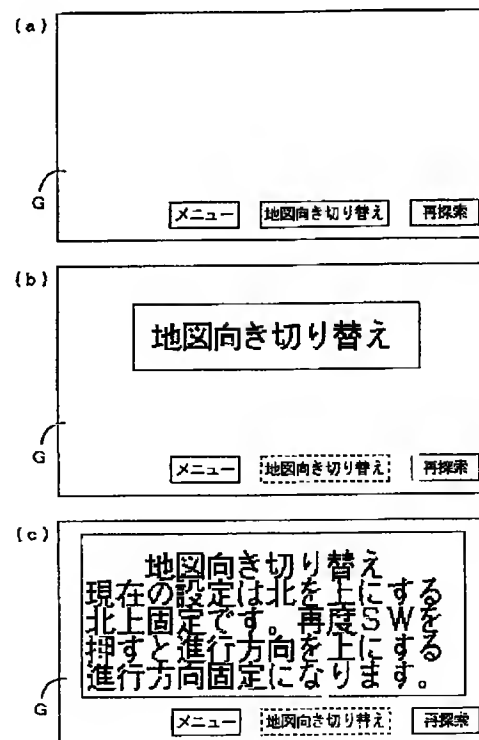 (a)
G
メニュー 地図向き切り替え 再探索
(b)
地図向き切り替え
G
メニュー 地図向き切り替え 再探索
(c)
地図向き切り替え
現在の設定は北を上にする
北上固定です。再度SWを
押すと進行方向を上にする
進行方向固定になります。
G
メニュー 地図向き切り替え 再探索